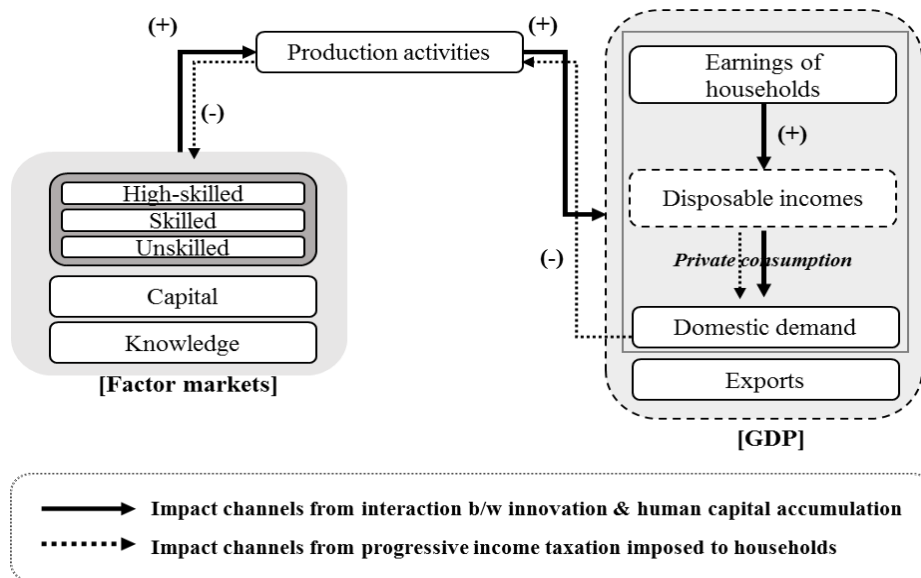 (+)
Production activities
(+)
(-)
High-skilled
Skilled
Unskilled
Capital
Knowledge
[Factor markets]
Earnings of
households
(+)
Disposable incomes
Private consumption
(-)
Domestic demand
Exports
[GDP]
Impact channels from interaction b/w innovation & human capital accumulation
Impact channels from progressive income taxation imposed to households